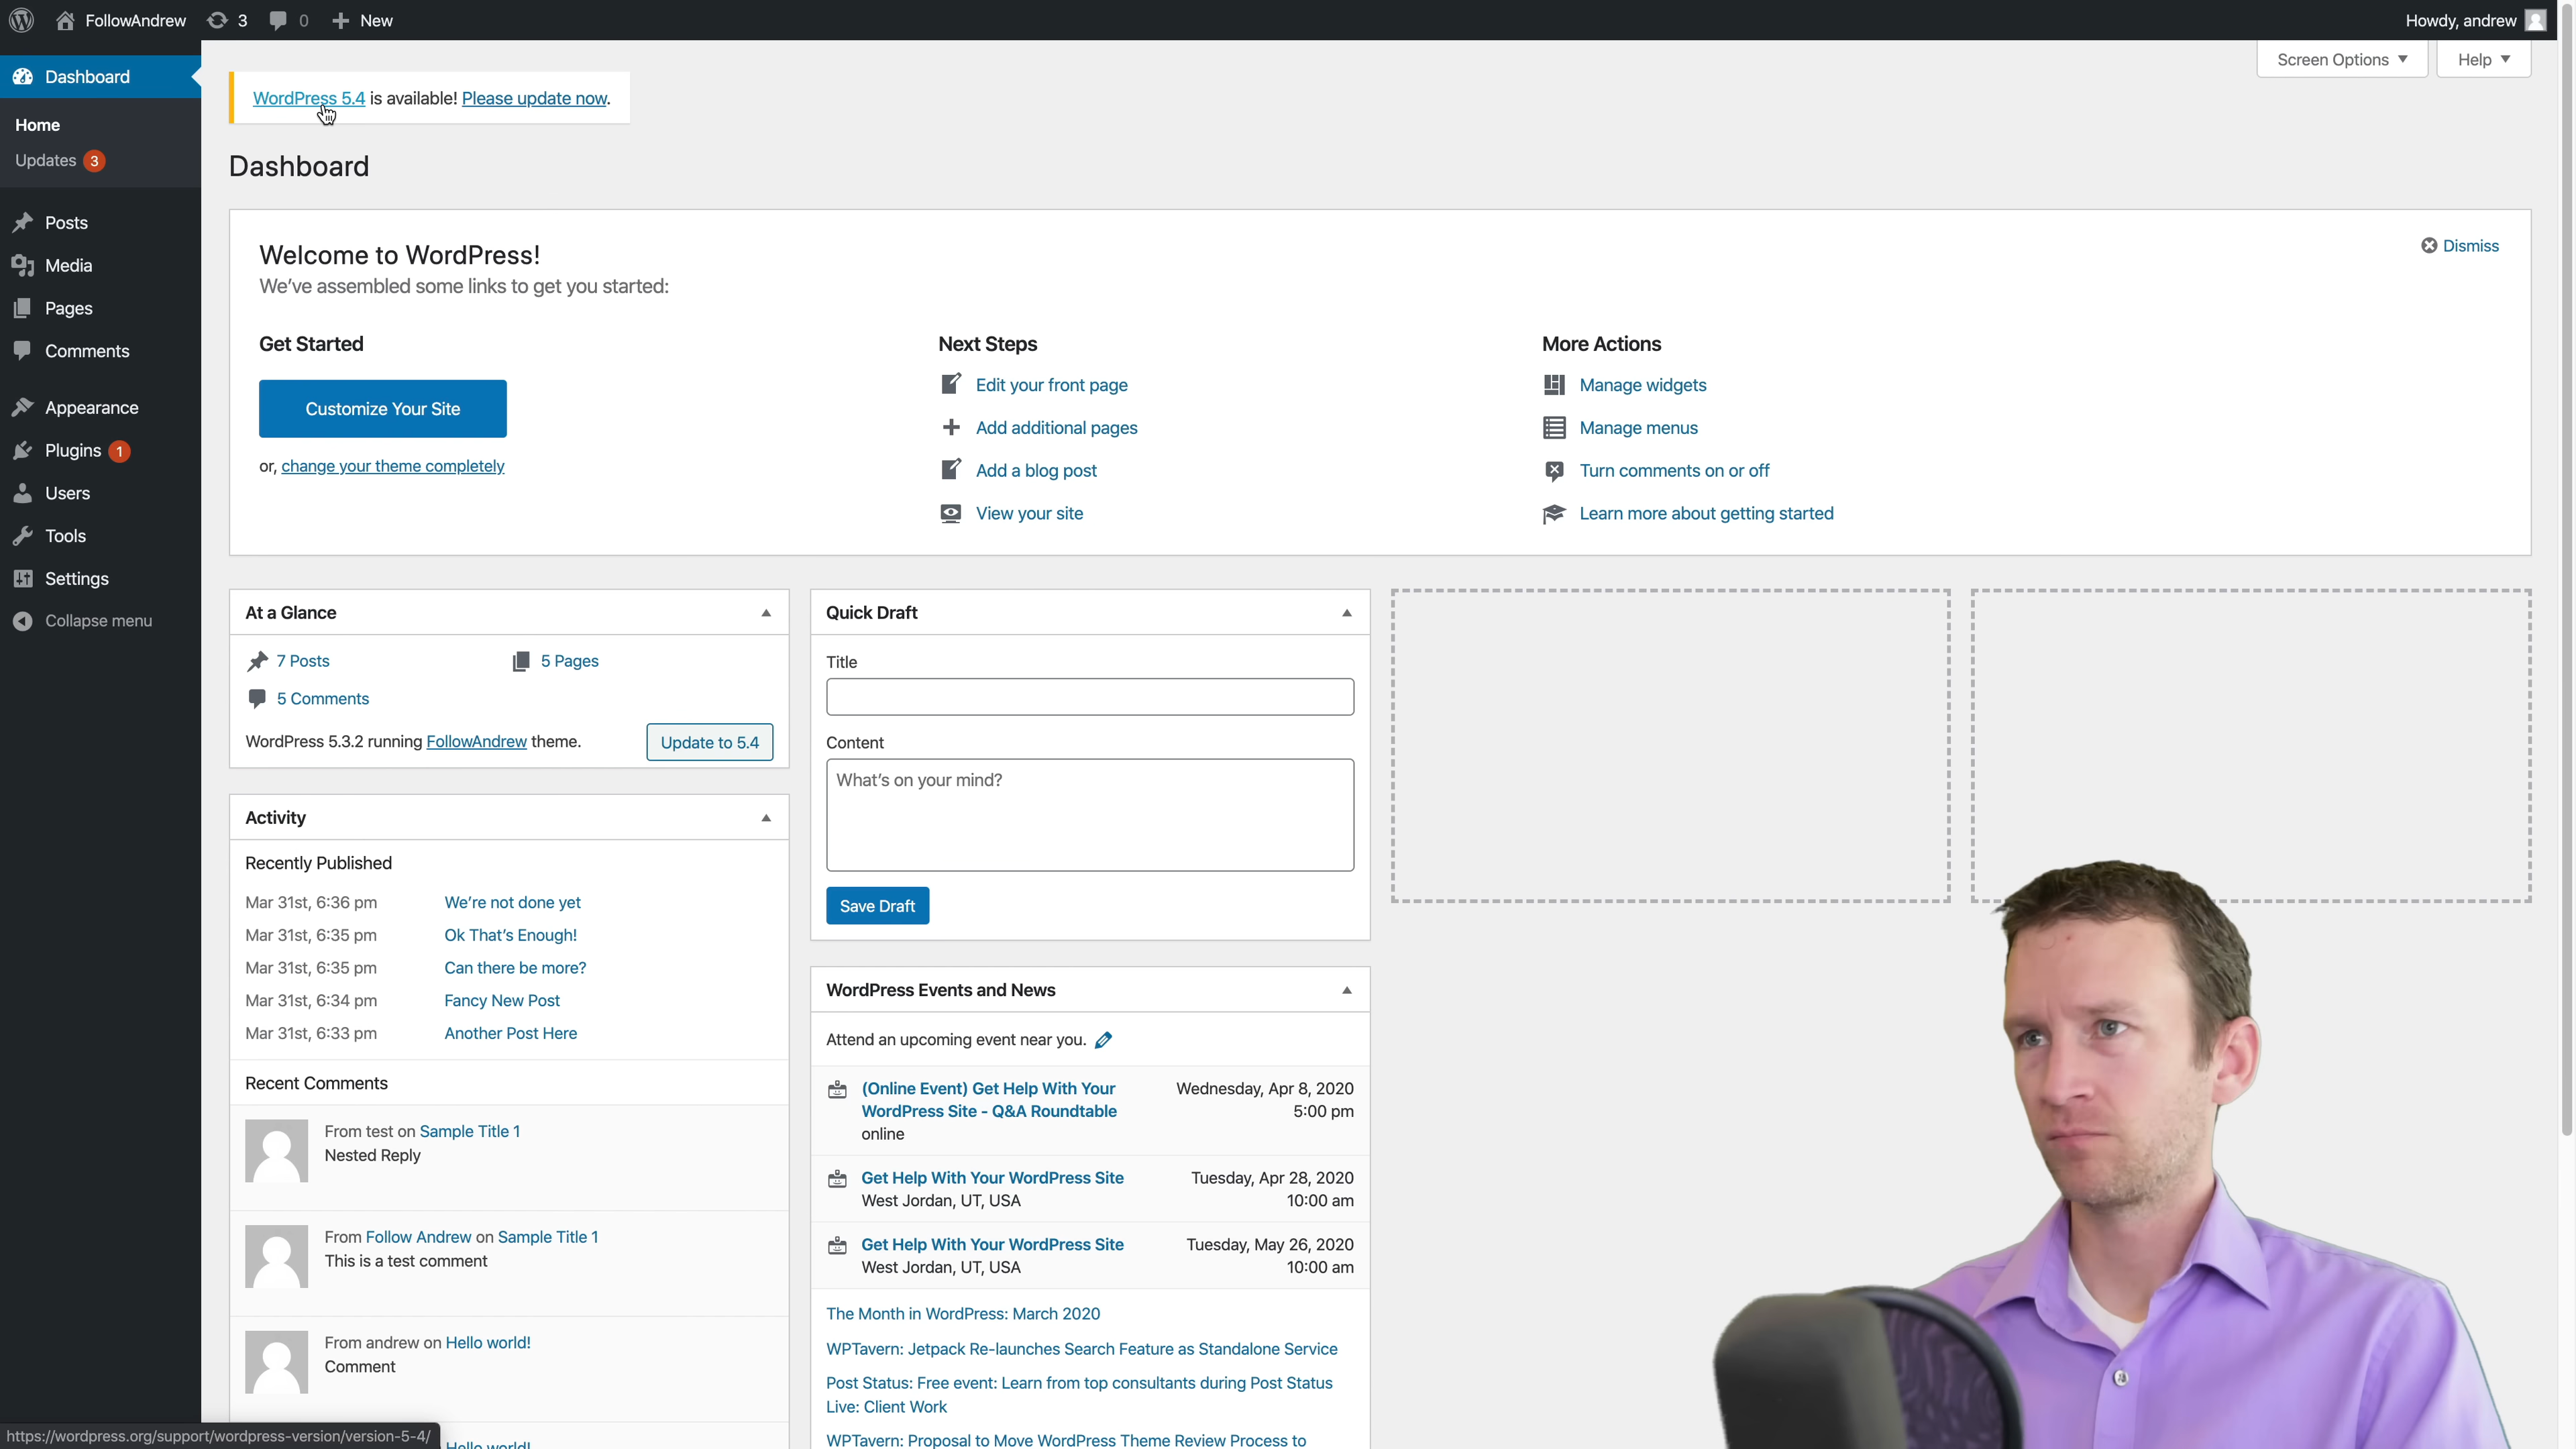 FollowAndrew 3 0 New Howdy, andrew
Dashboard
Home
Updates 3
Posts
Media
Pages
Comments
Appearance
Plugins 1
Users
Tools
Settings
Collapse menu
Screen Options Help
WordPress 5.4 is available! Please update now.
Dashboard
Welcome to WordPress!
We've assembled some links to get you started:
Dismiss
Get Started
Customize Your Site
or, change your theme completely
Next Steps
Edit your front page
Add additional pages
Add a blog post
View your site
More Actions
Manage widgets
Manage menus
Turn comments on or off
Learn more about getting started
At a Glance
7 Posts 5 Pages
5 Comments
WordPress 5.3.2 running FollowAndrew theme. Update to 5.4
Activity
Recently Published
Mar 31st, 6:36 pm We're not done yet
Mar 31st, 6:35 pm Ok That's Enough!
Mar 31st, 6:35 pm Can there be more?
Mar 31st, 6:34 pm Fancy New Post
Mar 31st, 6:33 pm Another Post Here
Recent Comments
From test on Sample Title 1
Nested Reply
From Follow Andrew on Sample Title 1
This is a test comment
From andrew on Hello world!
Comment
Hello world!
Quick Draft
Title
Content
What's on your mind?
Save Draft
WordPress Events and News
Attend an upcoming event near you.
(Online Event) Get Help With Your Wednesday, Apr 8, 2020
WordPress Site - Q&A Roundtable 5:00 pm
online
Get Help With Your WordPress Site Tuesday, Apr 28, 2020
West Jordan, UT, USA 10:00 am
Get Help With Your WordPress Site Tuesday, May 26, 2020
West Jordan, UT, USA 10:00 am
The Month in WordPress: March 2020
WPTavern: Jetpack Re-launches Search Feature as Standalone Service
Post Status: Free event: Learn from top consultants during Post Status
Live: Client Work
WPTavern: Proposal to Move WordPress Theme Review Process to
https://wordpress.org/support/wordpress-version/version-5-4/